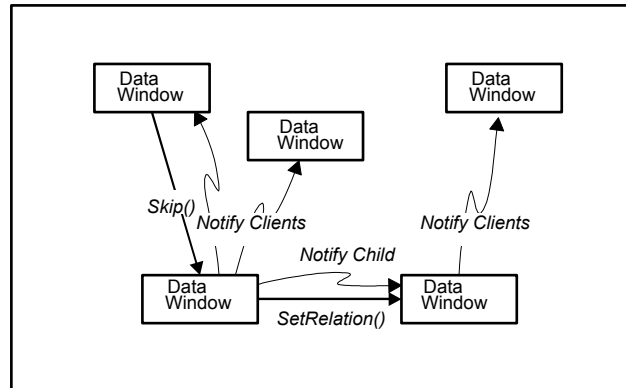 Data
Window
Data
Window
Data
Window
Skip()
Notify Clients
Notify Clients
Notify Child
Data
Window
SetRelation()
Data
Window